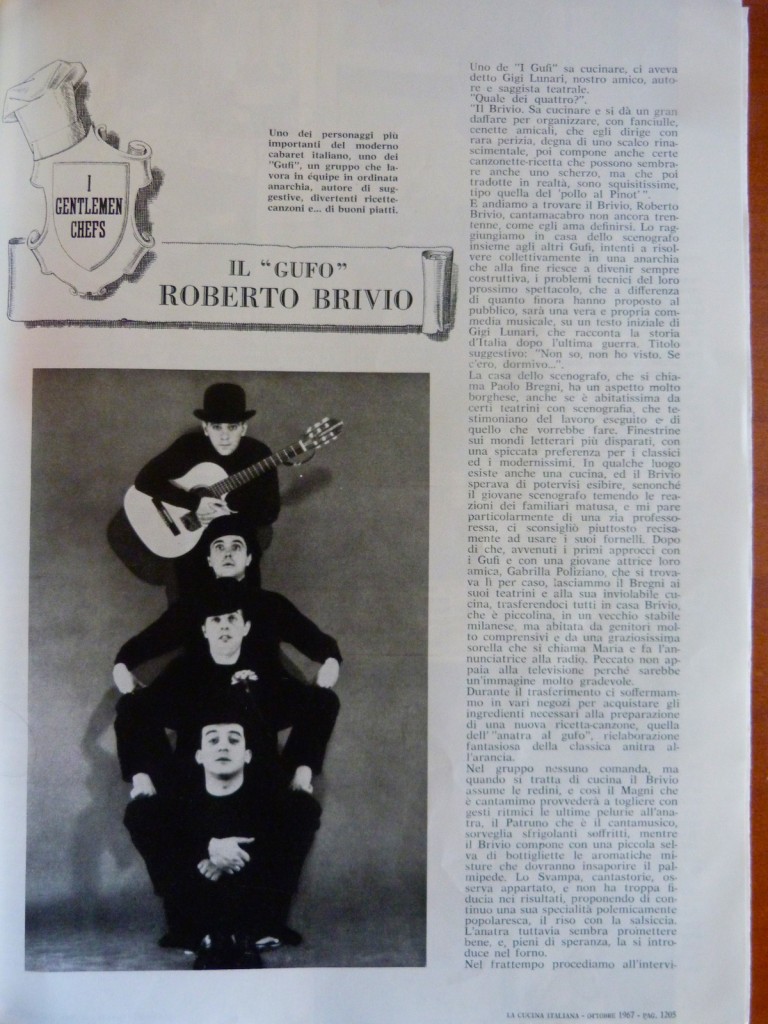 I
GENTLEMEN
CHEFS
Uno dei personaggi più
importanti del moderno
cabaret italiano, uno dei
"Gufi", un gruppo che la-
vora in équipe in ordinata
anarchia, autore di sug-
gestive, divertenti ricette-
canzoni e... di buoni piatti.
IL "GUFO"
ROBERTO BRIVIO
Uno de "I Gufi" sa cucinare, ci aveva
detto Gigi Lunari, nostro amico, auto-
re e saggista teatrale.
"Quale dei quattro?".
"Il Brivio. Sa cucinare e si dà un gran
daffare per organizzare, con fanciulle,
cenette amicali, che egli dirige con
rara perizia, degna di uno scalco rina-
scimentale, poi compone anche certe
canzonette-ricetta che possono sembra-
re anche uno scherzo, ma che poi
tradotte in realtà, sono squisitissime,
tipo quella del 'pollo al Pinot'".
E andiamo a trovare il Brivio, Roberto
Brivio, cantamacabro non ancora tren-
tenne, come egli ama definirsi. Lo rag-
giungiamo in casa dello scenografo
insieme agli altri Gufi, intenti a risol-
vere collettivamente in una anarchia
che alla fine riesce a divenir sempre
costruttiva, i problemi tecnici del loro
prossimo spettacolo, che a differenza
di quanto finora hanno proposto al
pubblico, sarà una vera e propria com-
media musicale, su un testo iniziale di
Gigi Lunari, che racconta la storia
d'Italia dopo l'ultima guerra. Titolo
suggestivo: "Non so, non ho visto. Se
c'ero, dormivo...".
La casa dello scenografo, che si chia-
ma Paolo Bregni, ha un aspetto molto
borghese, anche se è abitatissima da
certi teatrini con scenografia, che te-
stimoniano del lavoro eseguito e di
quello che vorrebbe fare. Finestrine
sui mondi letterari più disparati, con
una spiccata preferenza per i classici
ed i modernissimi. In qualche luogo
esiste anche una cucina, ed il Brivio
sperava di potervisi esibire, senonché
il giovane scenografo temendo le rea-
zioni dei familiari matusa, e mi pare
particolarmente di una zia professo-
ressa, ci sconsigliò piuttosto recisa-
mente ad usare i suoi fornelli. Dopo
di che, avvenuti i primi approcci con
i Gufi e con una giovane attrice loro
amica, Gabrilla Poliziano, che si trova-
va lì per caso, lasciammo il Bregni ai
suoi teatrini e alla sua inviolabile cu-
cina, trasferendoci tutti in casa Brivio,
che è piccolina, in un vecchio stabile
milanese, ma abitata da genitori mol-
to comprensivi e da una graziosissima
sorella che si chiama Maria e fa l'an-
nunciatrice alla radio. Peccato non ap-
paia alla televisione perché sarebbe
un'immagine molto gradevole.
Durante il trasferimento ci soffermam-
mo in vari negozi per acquistare gli
ingredienti necessari alla preparazione
di una nuova ricetta-canzone, quella
dell'"anatra al gufo", rielaborazione
fantasiosa della classica anitra al-
l'arancia.
Nel gruppo nessuno comanda, ma
quando si tratta di cucina il Brivio
assume le redini, e così il Magni che
è cantamimo provvederà a togliere con
gesti ritmici le ultime pelurie all'ana-
tra, il Patruno che è il cantamusico,
sorveglia sfrigolanti soffritti, mentre
il Brivio compone con una piccola sel-
va di bottigliette le aromatiche mi-
sture che dovranno insaporire il pal-
mipede. Lo Svampa, cantastorie, os-
serva appartato, e non ha troppa fi-
ducia nei risultati, proponendo di con-
tinuo una sua specialità polemicamente
popolaresca, il riso con la salsiccia.
L'anatra tuttavia sembra promettere
bene, e, pieni di speranza, la si intro-
duce nel forno.
Nel frattempo procediamo all'intervi-
LA CUCINA ITALIANA - OTTOBRE 1967 - PAG. 1205